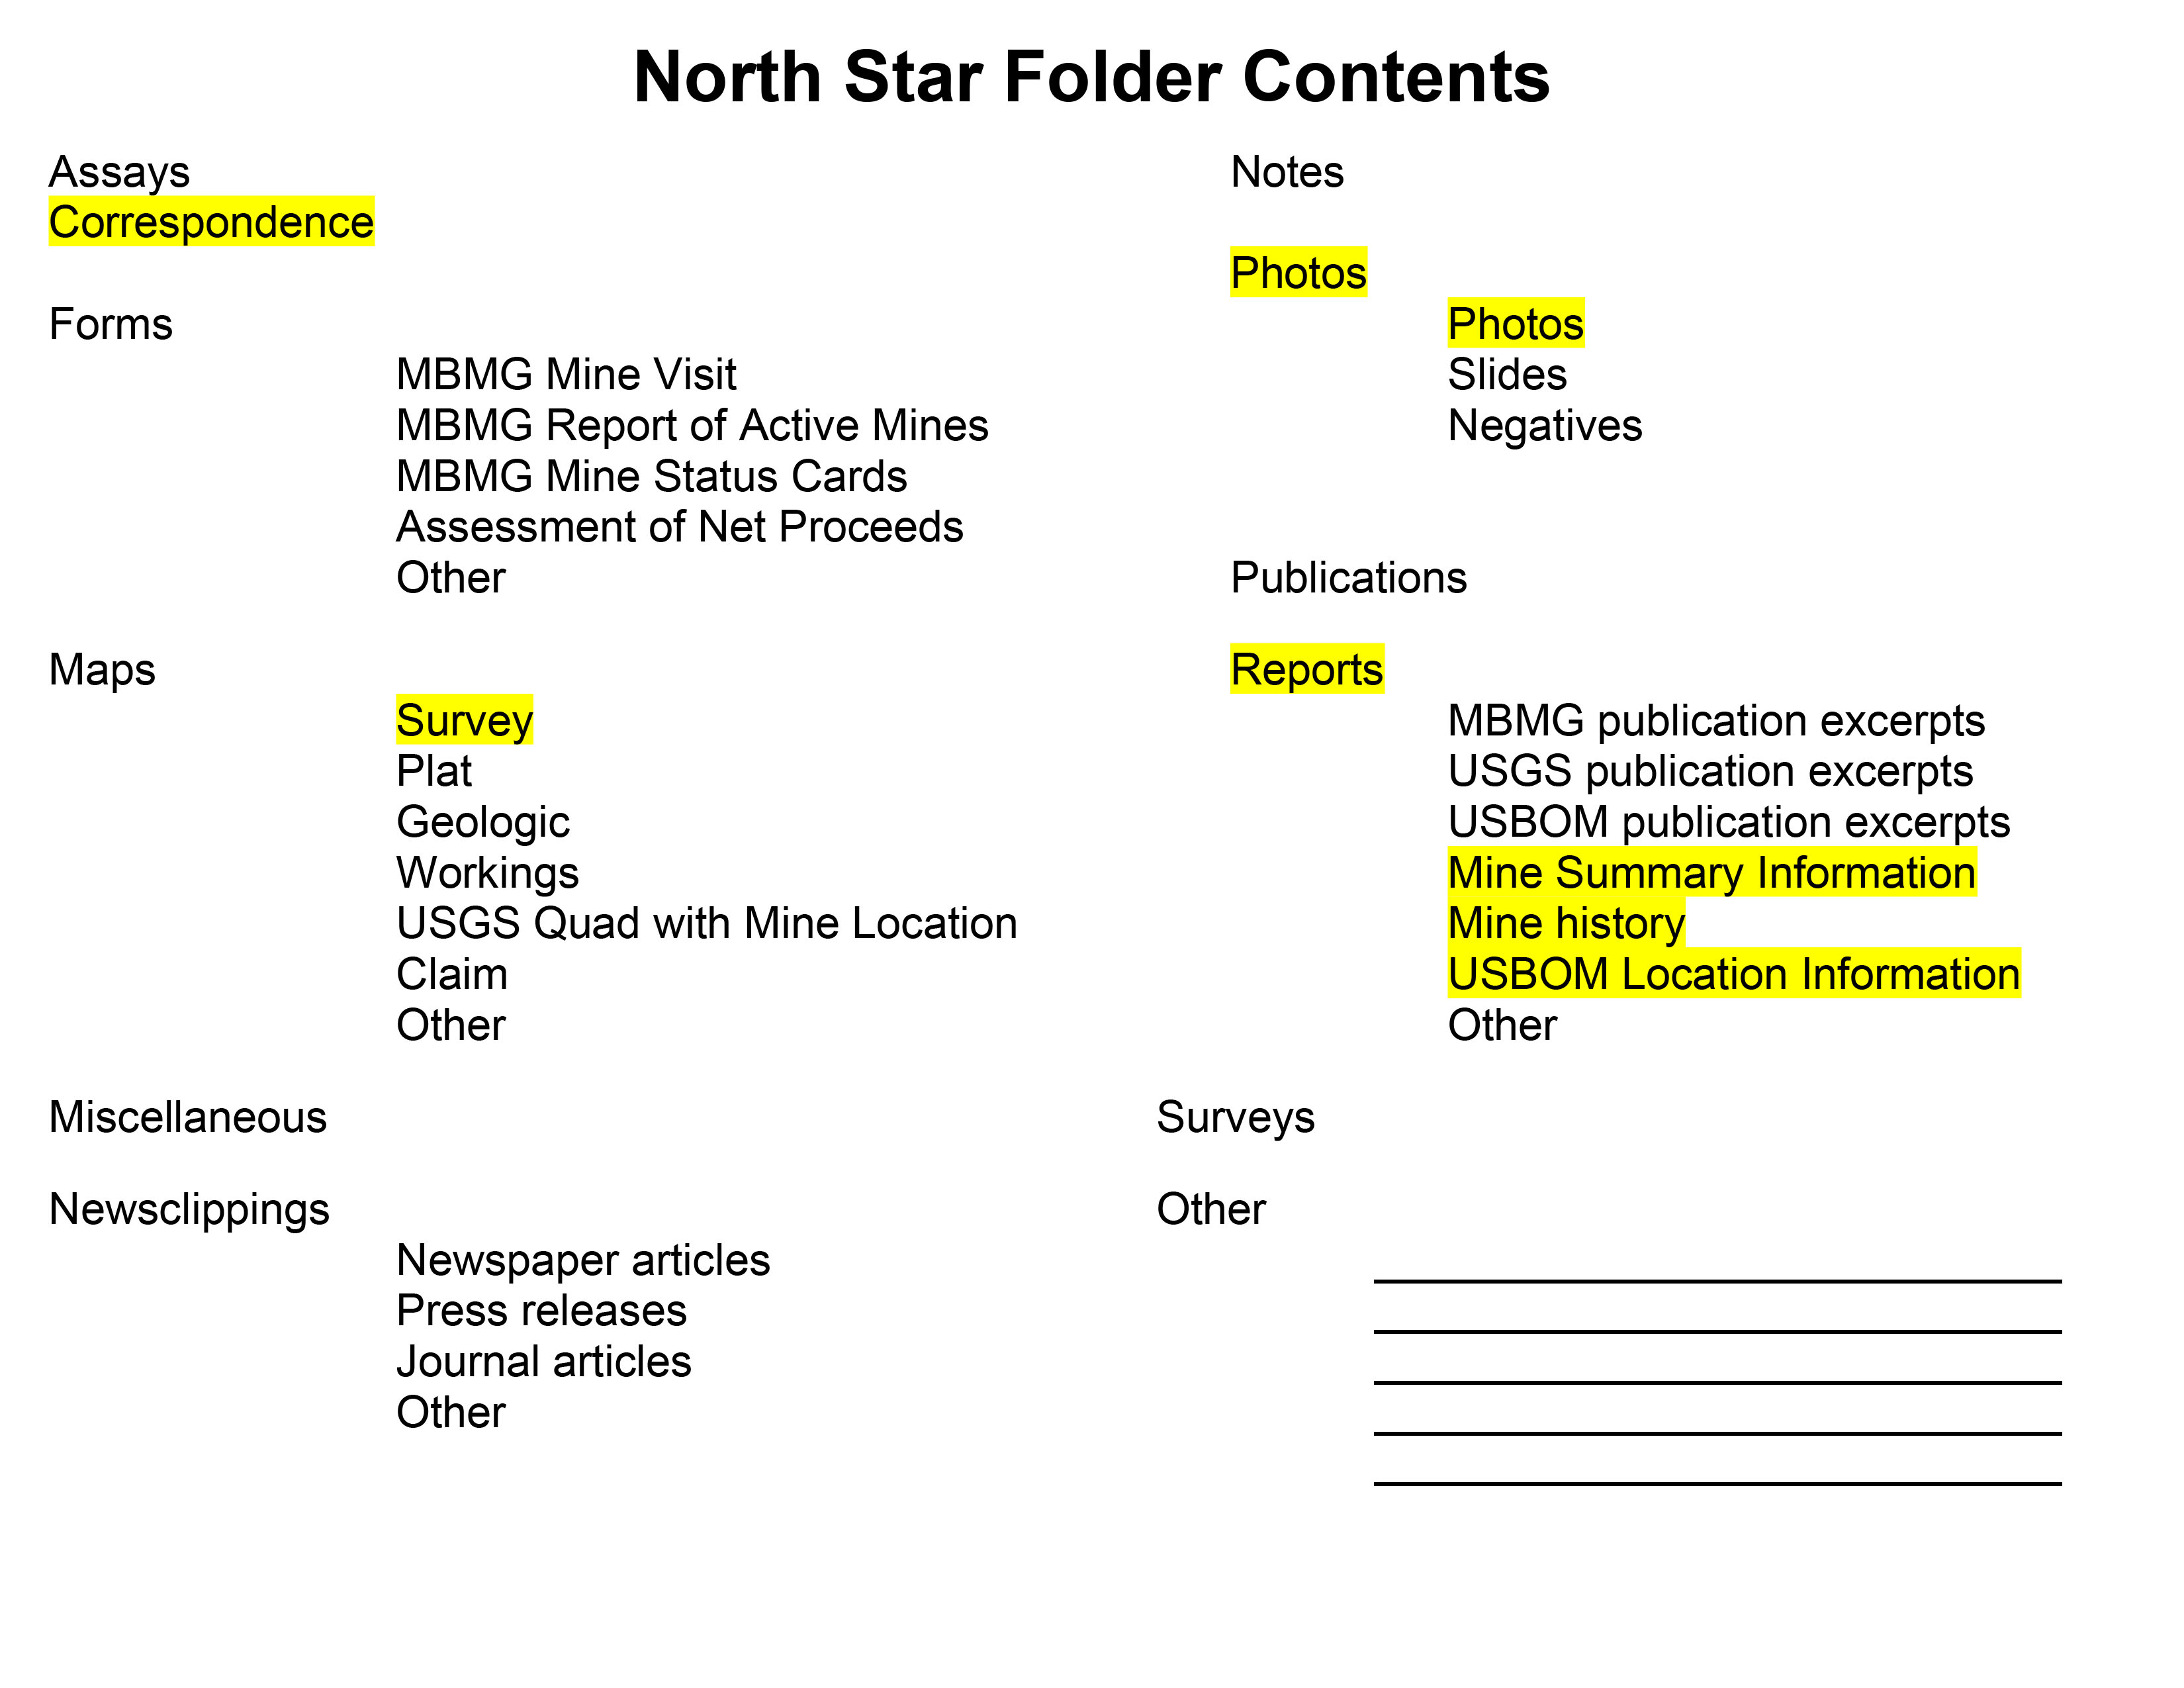 North Star Folder Contents
Assays
Correspondence
Forms
MBMG Mine Visit
MBMG Report of Active Mines
MBMG Mine Status Cards
Assessment of Net Proceeds
Other
Maps
Survey
Plat
Geologic
Workings
USGS Quad with Mine Location
Claim
Other
Miscellaneous
Newsclippings
Newspaper articles
Press releases
Journal articles
Other
Notes
Photos
Photos
Slides
Negatives
Publications
Reports
MBMG publication excerpts
USGS publication excerpts
USBOM publication excerpts
Mine Summary Information
Mine history
USBOM Location Information
Other
Surveys
Other